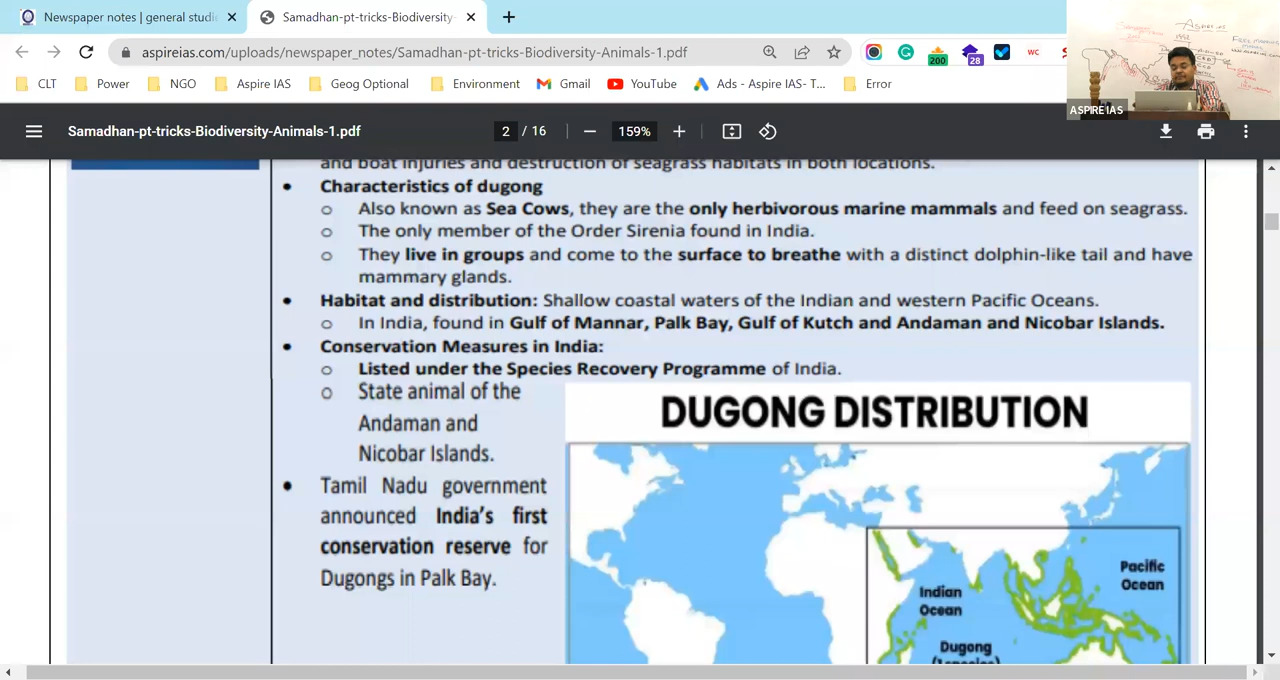 Newspaper notes | general studi
Samadhan-pt-tricks-Biodiversity-
aspireias.com/uploads/newspaper_notes/Samadhan-pt-tricks-Biodiversity-Animals-1.pdf
200
28
WC
CLT
Power
NGO
Aspire IAS
Geog Optional
Environment
Gmail
YouTube
Ads - Aspire IAS- T...
Error
ASPIRE IAS
Samadhan-pt-tricks-Biodiversity-Animals-1.pdf
2 / 16
159%
and boat injuries and destruction of seagrass habitats in both locations.
• Characteristics of dugong
o Also known as Sea Cows, they are the only herbivorous marine mammals and feed on seagrass.
o The only member of the Order Sirenia found in India.
o They live in groups and come to the surface to breathe with a distinct dolphin-like tail and have
mammary glands.
• Habitat and distribution: Shallow coastal waters of the Indian and western Pacific Oceans.
o In India, found in Gulf of Mannar, Palk Bay, Gulf of Kutch and Andaman and Nicobar Islands.
• Conservation Measures in India:
o Listed under the Species Recovery Programme of India.
o State animal of the
Andaman and
Nicobar Islands.
• Tamil Nadu government
announced India's first
conservation reserve for
Dugongs in Palk Bay.
DUGONG DISTRIBUTION
Pacific
Ocean
Indian
Ocean
Dugong
(1species)